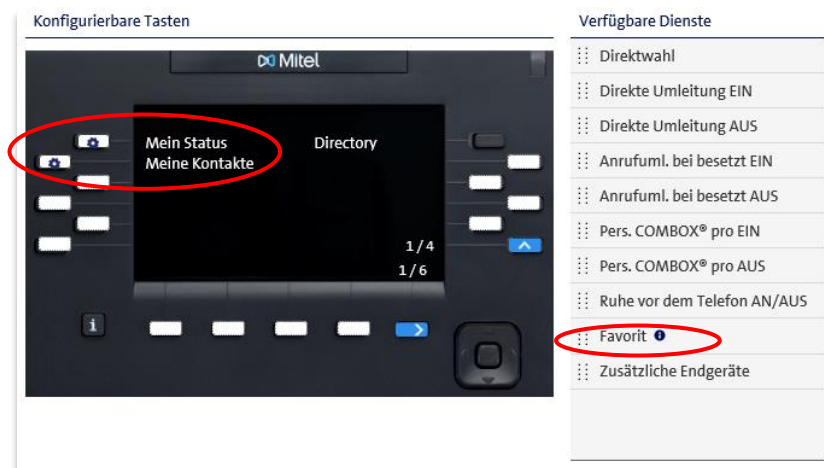 Konfigurierbare Tasten
Mitel
Mein Status Directory
Meine Kontakte
1/4
1/6
i
Verfügbare Dienste
Direktwahl
Direkte Umleitung EIN
Direkte Umleitung AUS
Anrufuml. bei besetzt EIN
Anrufuml. bei besetzt AUS
Pers. COMBOX® pro EIN
Pers. COMBOX® pro AUS
Ruhe vor dem Telefon AN/AUS
Favorit i
Zusätzliche Endgeräte